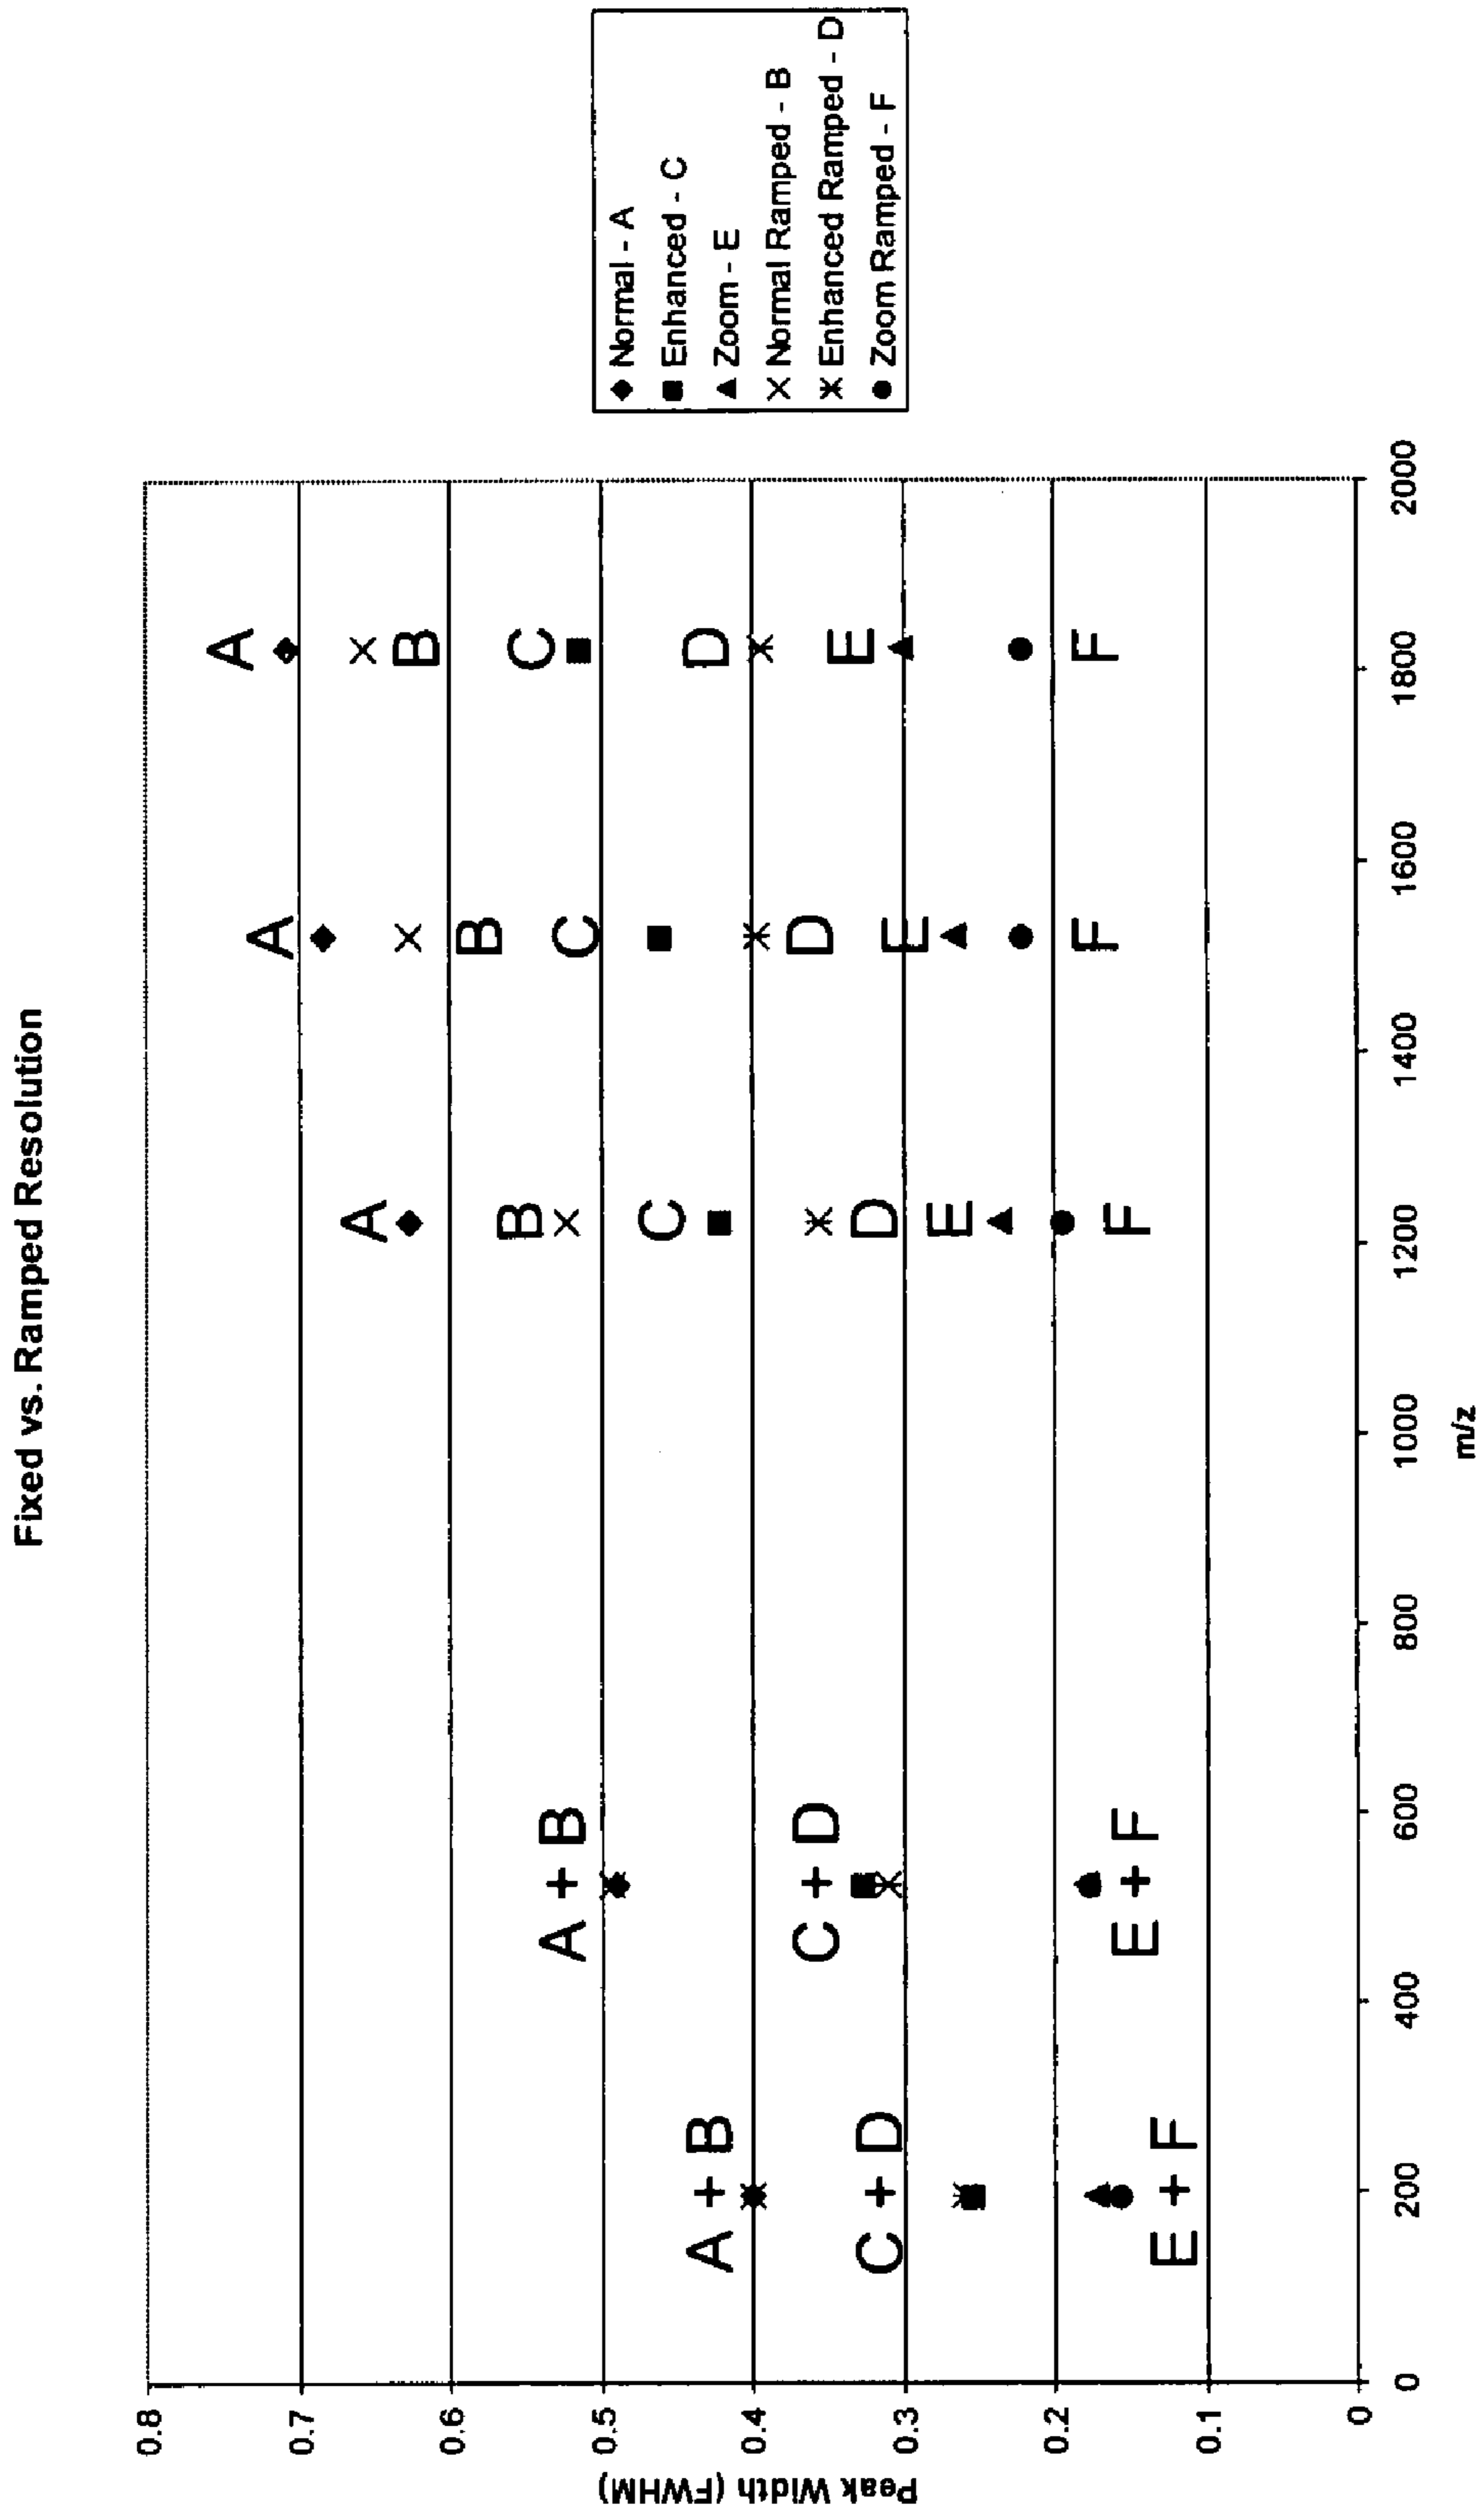 Fixed vs. Ramped Resolution
Peak Width (FWHM)
0.8
0.7
0.6
0.5
0.4
0.3
0.2
0.1
0
A + B
C + D
E + F
A + B
C + D
E + F
A
B
C
D
E
F
A
B
C
D
E
F
A
B
C
D
E
F
0 200 400 600 800 1000 1200 1400 1600 1800 2000
m/z
Normal - A
Enhanced - C
Zoom - E
Normal Ramped - B
Enhanced Ramped - D
Zoom Ramped - F